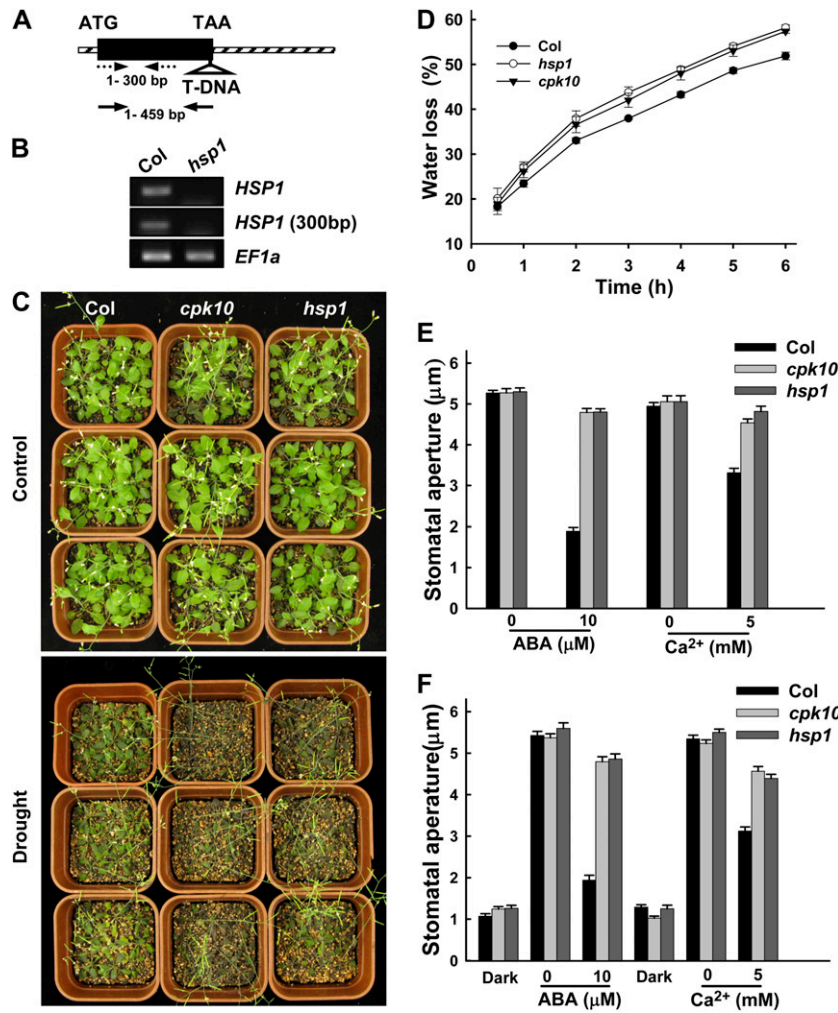 A
ATG TAA
1- 300 bp
T-DNA
1- 459 bp
B
Col hsp1
HSP1
HSP1 (300bp)
EF1a
C
Col cpk10 hsp1
Control
Drought
D
Col
hsp1
cpk10
Water loss (%)
60
50
40
30
20
10
0 1 2 3 4 5 6
Time (h)
E
Col
cpk10
hsp1
Stomatal aperture (μm)
6
5
4
3
2
1
0
0 10 0 5
ABA (μM) Ca²⁺ (mM)
F
Col
cpk10
hsp1
Stomatal aperature(μm)
6
5
4
3
2
1
0
Dark 0 10 Dark 0 5
ABA (μM) Ca²⁺ (mM)